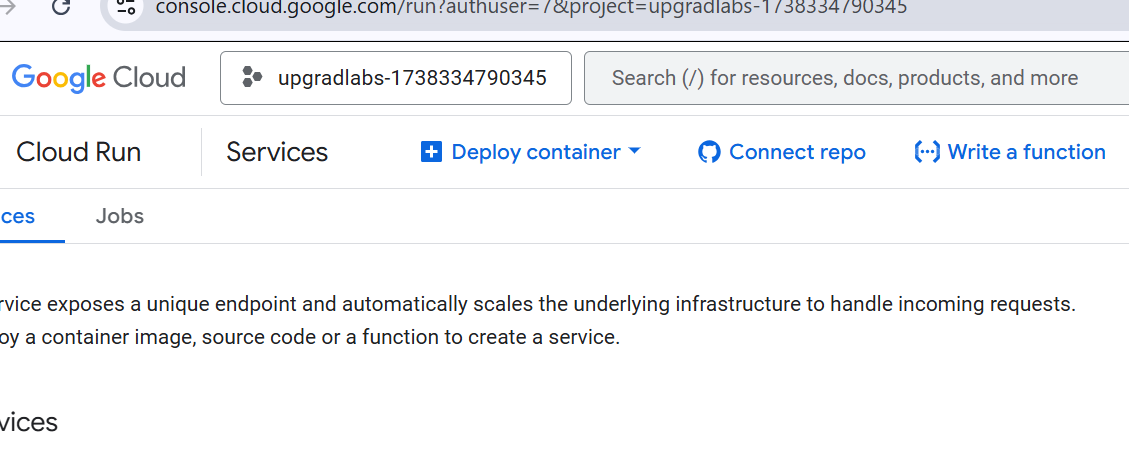 console.cloud.google.com/run?authuser=7&project=upgradlabs-1738334790345
Google Cloud upgradlabs-1738334790345 Search (/) for resources, docs, products, and more
Cloud Run Services Deploy container Connect repo Write a function
ces Jobs
rvice exposes a unique endpoint and automatically scales the underlying infrastructure to handle incoming requests.
oy a container image, source code or a function to create a service.
vices